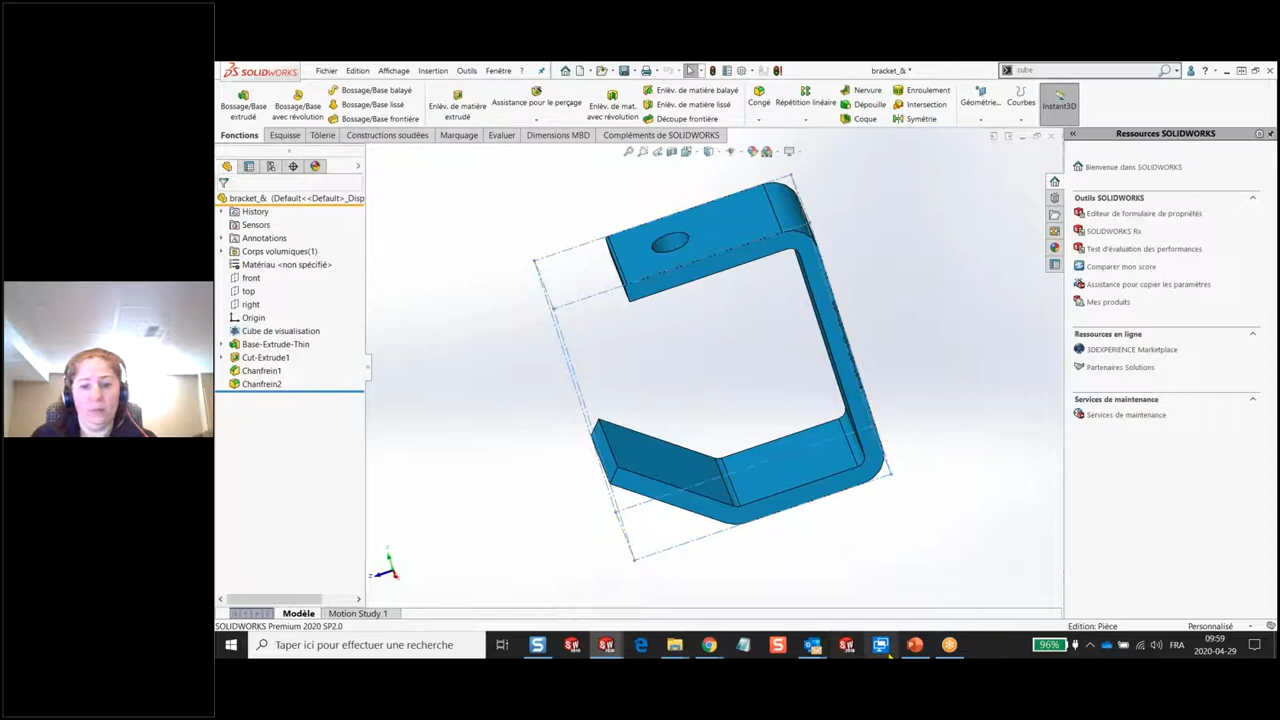 SOLIDWORKS Fichier Edition Affichage Insertion Outils Fenêtre bracket_& * cube
Bossage/Base extrudé
Bossage/Base avec révolution
Bossage/Base balayé
Bossage/Base lissé
Bossage/Base frontière
Enlèv. de matière extrudé
Assistance pour le perçage
Enlèv. de mat. avec révolution
Enlèv. de matière balayé
Enlèv. de matière lissé
Découpe frontière
Congé
Répétition linéaire
Nervure
Dépouille
Coque
Enroulement
Intersection
Symétrie
Géométrie...
Courbes
Instant3D
Fonctions Esquisse Tôlerie Constructions soudées Marquage Evaluer Dimensions MBD Compléments de SOLIDWORKS
bracket_& (Default<<Default>_Disp
History
Sensors
Annotations
Corps volumiques(1)
Matériau <non spécifié>
front
top
right
Origin
Cube de visualisation
Base-Extrude-Thin
Cut-Extrude1
Chanfrein1
Chanfrein2
Y
Z
Ressources SOLIDWORKS
Bienvenue dans SOLIDWORKS
Outils SOLIDWORKS
Editeur de formulaire de propriétés
SOLIDWORKS Rx
Test d'évaluation des performances
Comparer mon score
Assistance pour copier les paramètres
Mes produits
Ressources en ligne
3DEXPERIENCE Marketplace
Partenaires Solutions
Services de maintenance
Services de maintenance
Modèle Motion Study 1
SOLIDWORKS Premium 2020 SP2.0 Edition: Pièce Personnalisé
Taper ici pour effectuer une recherche
96% FRA
09:59
2020-04-29